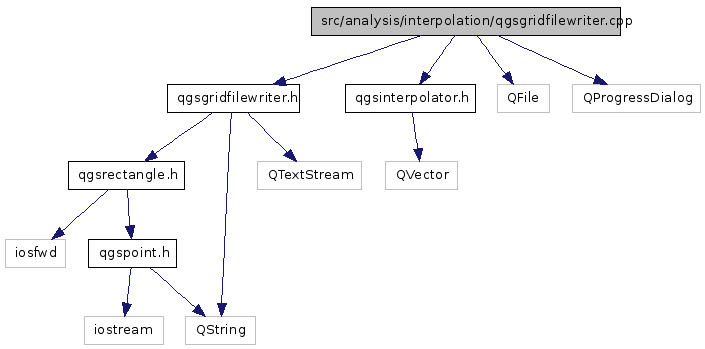 src/analysis/interpolation/qgsgridfilewriter.cpp
qgsgridfilewriter.h
qgsinterpolator.h
QFile
QProgressDialog
qgsrectangle.h
QTextStream
QVector
iosfwd
qgspoint.h
iostream
QString